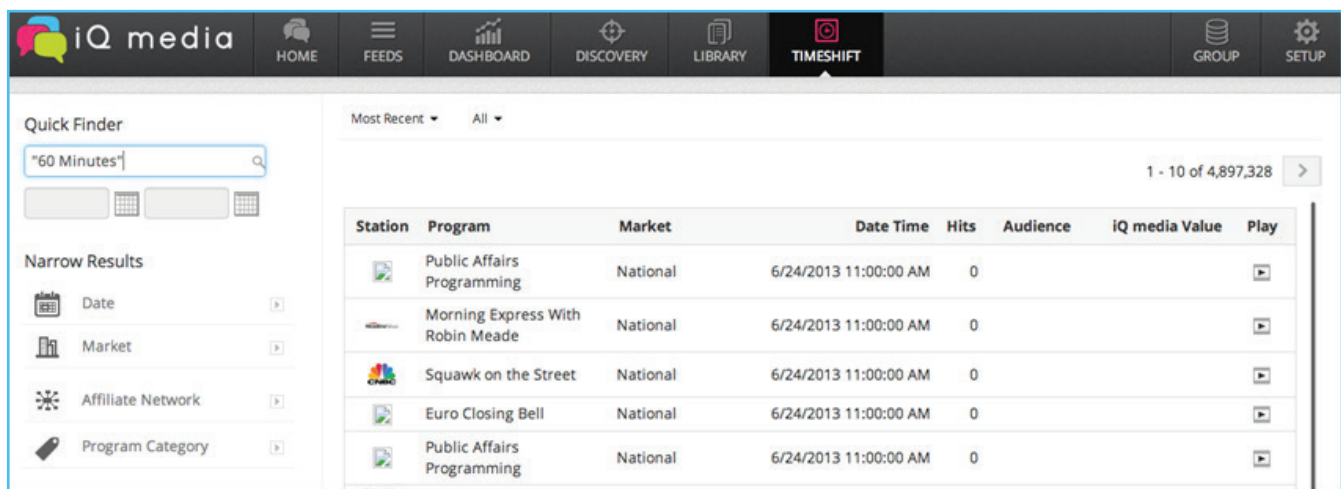 iQ media
HOME
FEEDS
DASHBOARD
DISCOVERY
LIBRARY
TIMESHIFT
GROUP
SETUP
Quick Finder
"60 Minutes"
Narrow Results
Date
Market
Affiliate Network
Program Category
Most Recent All
1 - 10 of 4,897,328
Station Program Market Date Time Hits Audience iQ media Value Play
Public Affairs
Programming
National 6/24/2013 11:00:00 AM 0
Morning Express With
Robin Meade
National 6/24/2013 11:00:00 AM 0
CNBC Squawk on the Street National 6/24/2013 11:00:00 AM 0
Euro Closing Bell National 6/24/2013 11:00:00 AM 0
Public Affairs
Programming
National 6/24/2013 11:00:00 AM 0